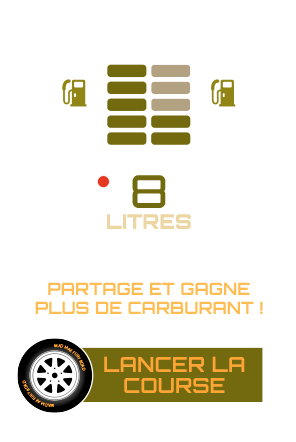 8
LITRES
PARTAGE ET GAGNE
PLUS DE CARBURANT !
LANCER LA
COURSE